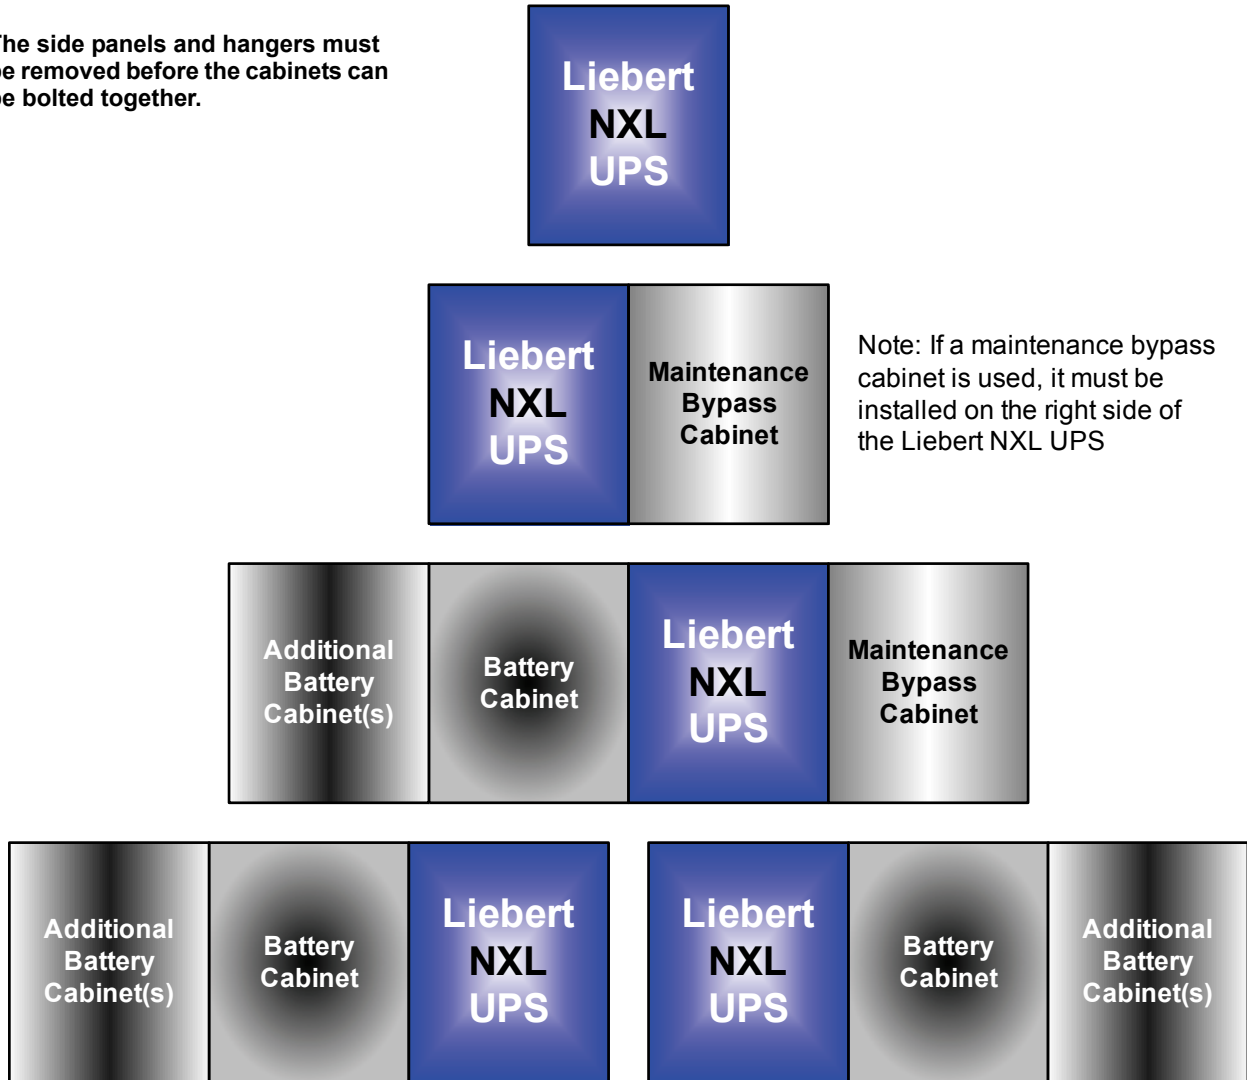 The side panels and hangers must
be removed before the cabinets can
be bolted together.
Liebert
NXL
UPS
Liebert
NXL
UPS
Maintenance
Bypass
Cabinet
Note: If a maintenance bypass
cabinet is used, it must be
installed on the right side of
the Liebert NXL UPS
Additional
Battery
Cabinet(s)
Battery
Cabinet
Liebert
NXL
UPS
Maintenance
Bypass
Cabinet
Additional
Battery
Cabinet(s)
Battery
Cabinet
Liebert
NXL
UPS
Liebert
NXL
UPS
Battery
Cabinet
Additional
Battery
Cabinet(s)